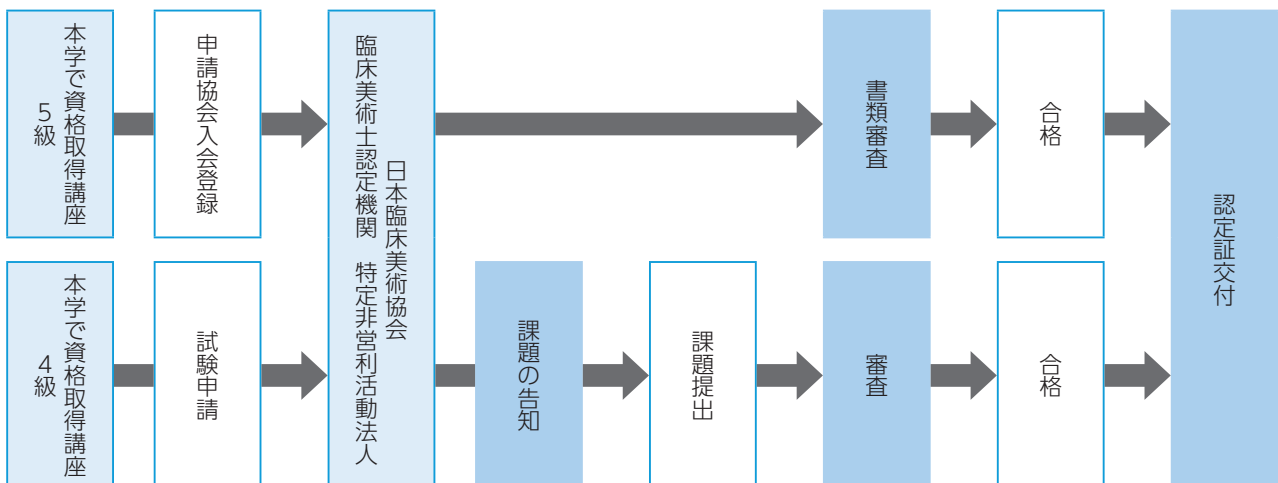 本学で資格取得講座
5級
申請協会入会登録
臨床美術士認定機関　特定非営利活動法人
日本臨床美術協会
書類審査
合格
認定証交付
本学で資格取得講座
4級
試験申請
課題の告知
課題提出
審査
合格